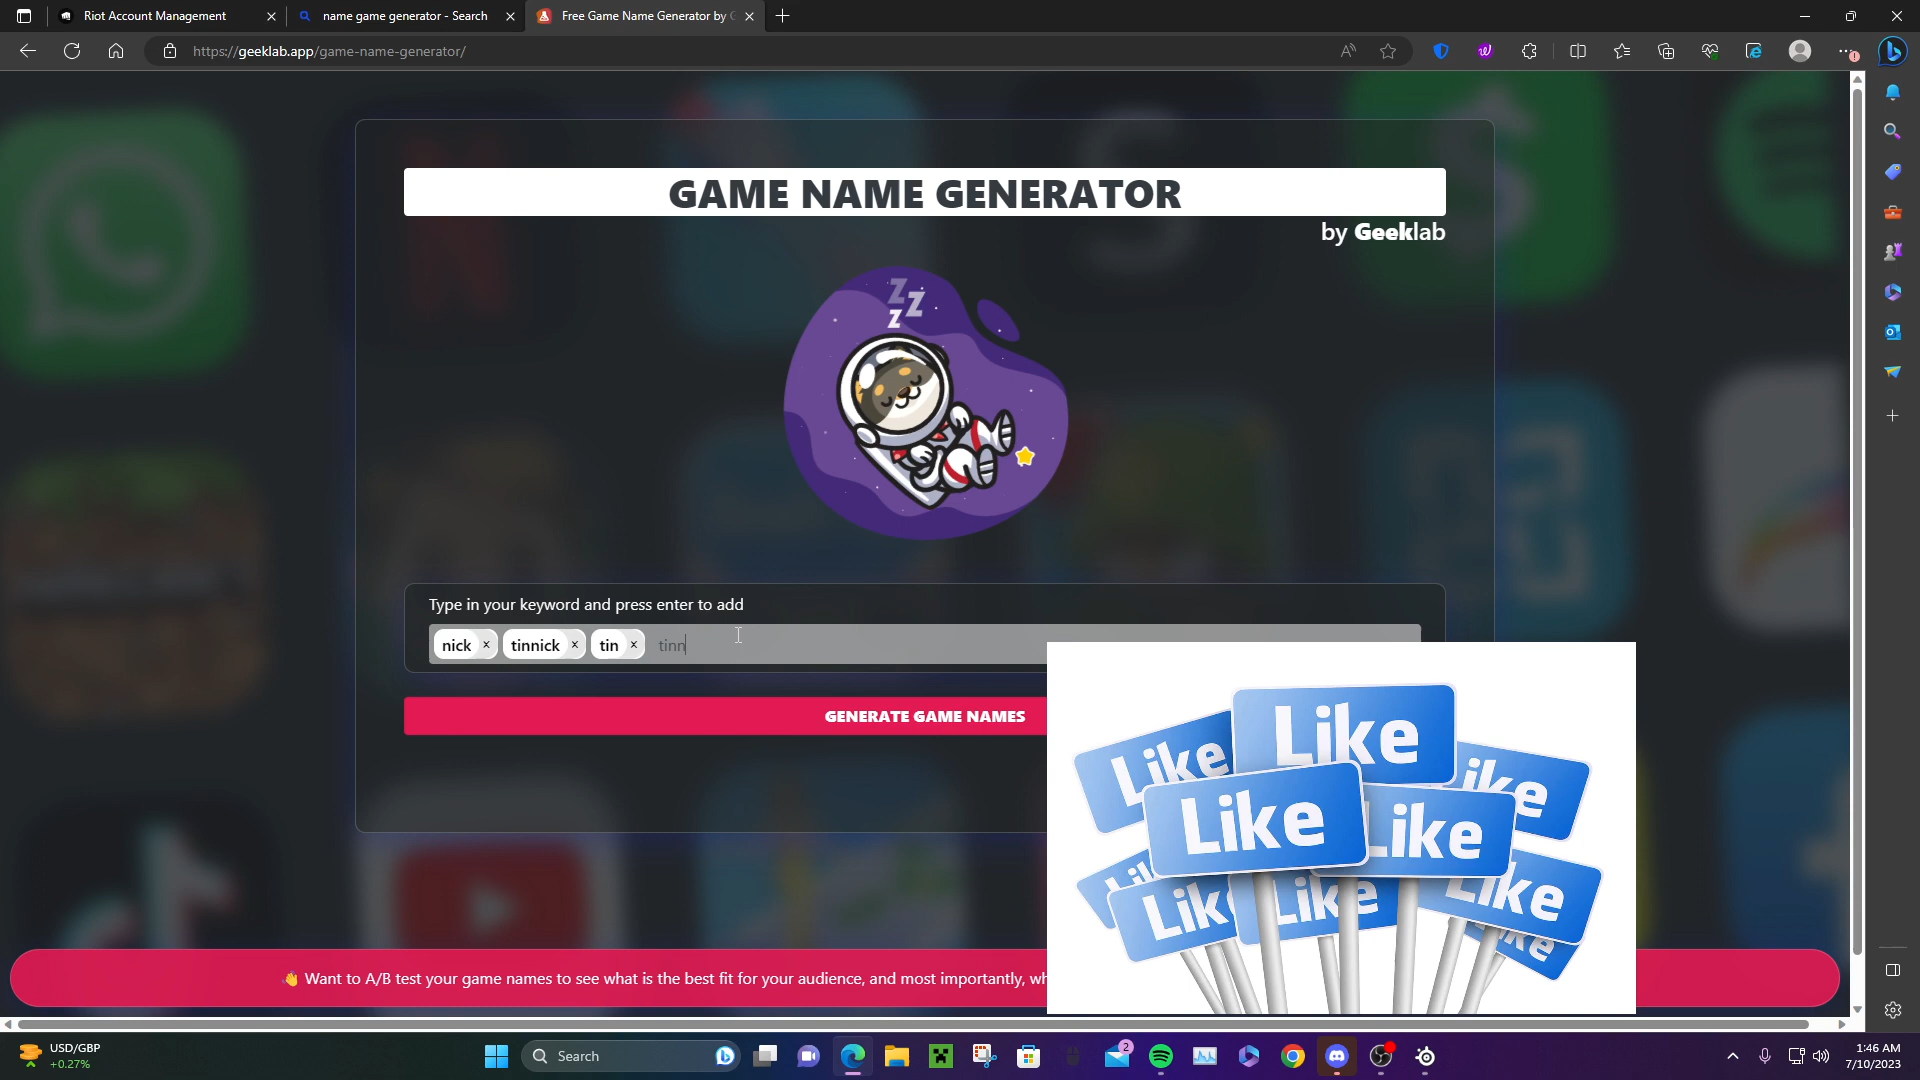 Riot Account Management
name game generator - Search
Free Game Name Generator by G
https://geeklab.app/game-name-generator/
GAME NAME GENERATOR
by Geeklab
Z Z
Z
Type in your keyword and press enter to add
nick × tinnick × tin × tinn
GENERATE GAME NAMES
Like
Like
ike
Like
Like
Lik
Like
👋 Want to A/B test your game names to see what is the best fit for your audience, and most importantly, wh
USD/GBP
+0.27%
Search
2
1:46 AM
7/10/2023